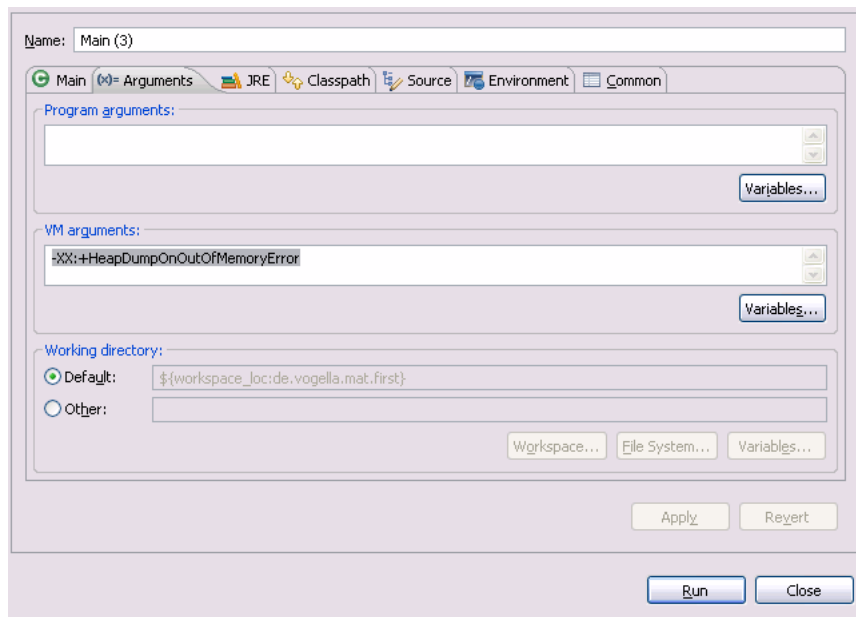 Name: Main (3)
Main (x)= Arguments JRE Classpath Source Environment Common
Program arguments:
Variables...
VM arguments:
-XX:+HeapDumpOnOutOfMemoryError
Variables...
Working directory:
Default: ${workspace_loc:de.vogella.mat.first}
Other:
Workspace... File System... Variables...
Apply Revert
Run Close